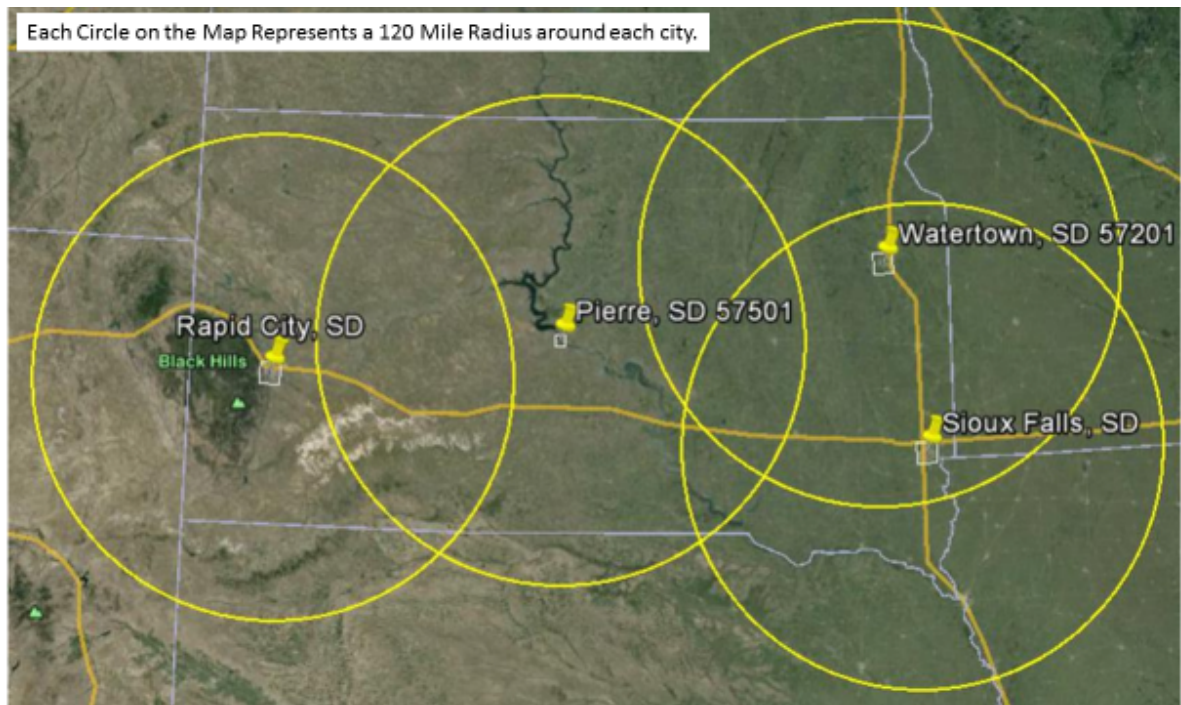 Each Circle on the Map Represents a 120 Mile Radius around each city.
Watertown, SD 57201
Pierre, SD 57501
Rapid City, SD
Black Hills
Sioux Falls, SD